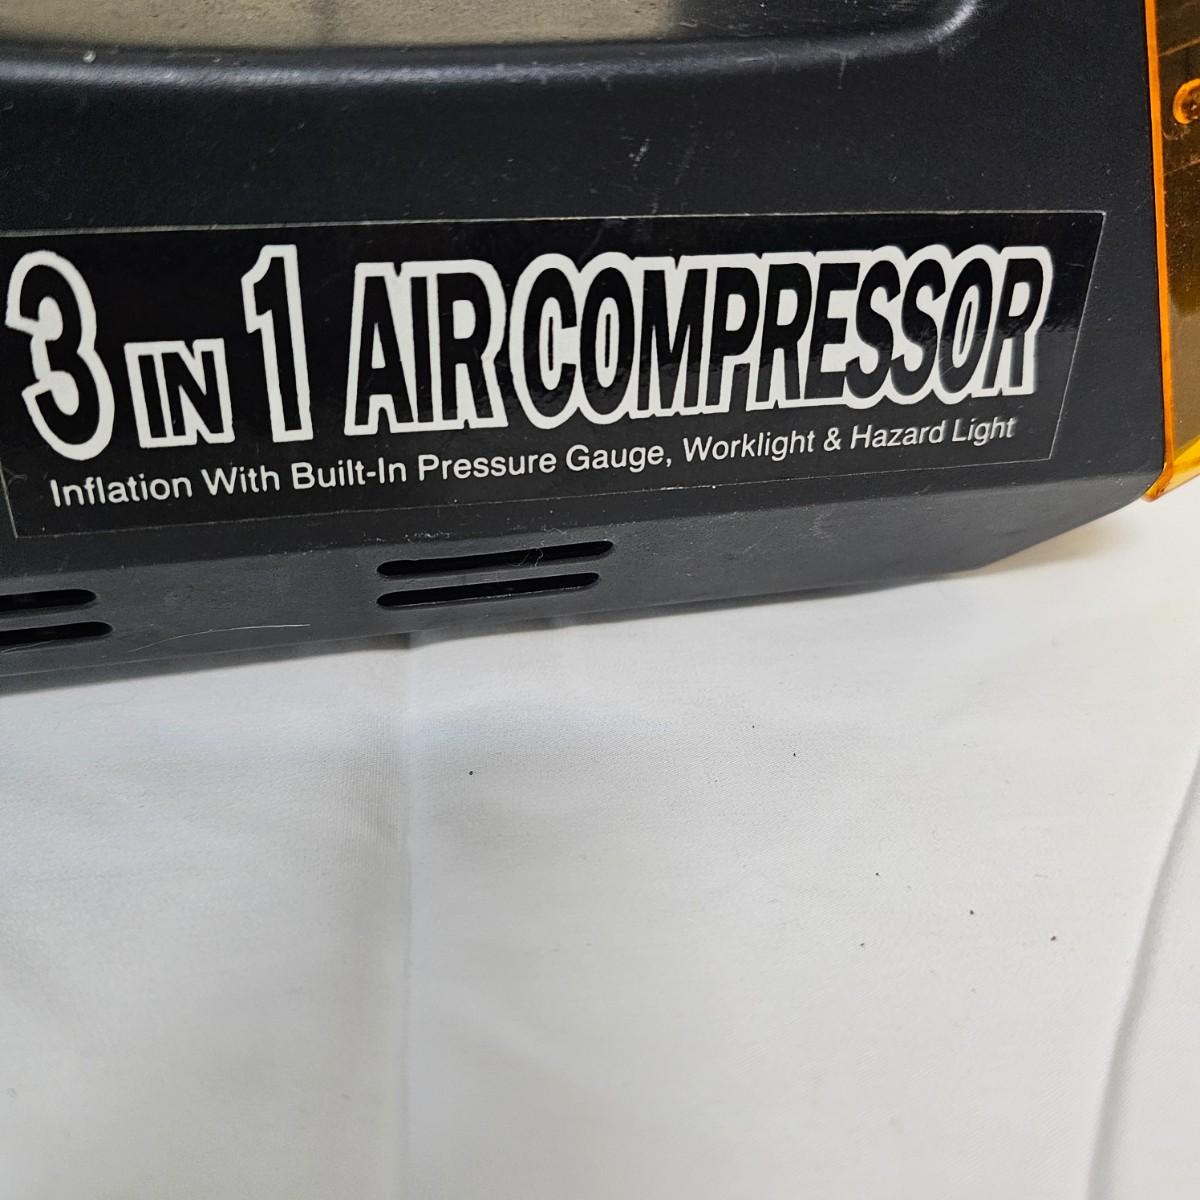 3 IN 1 AIR COMPRESSOR
Inflation With Built-In Pressure Gauge, Worklight & Hazard Light